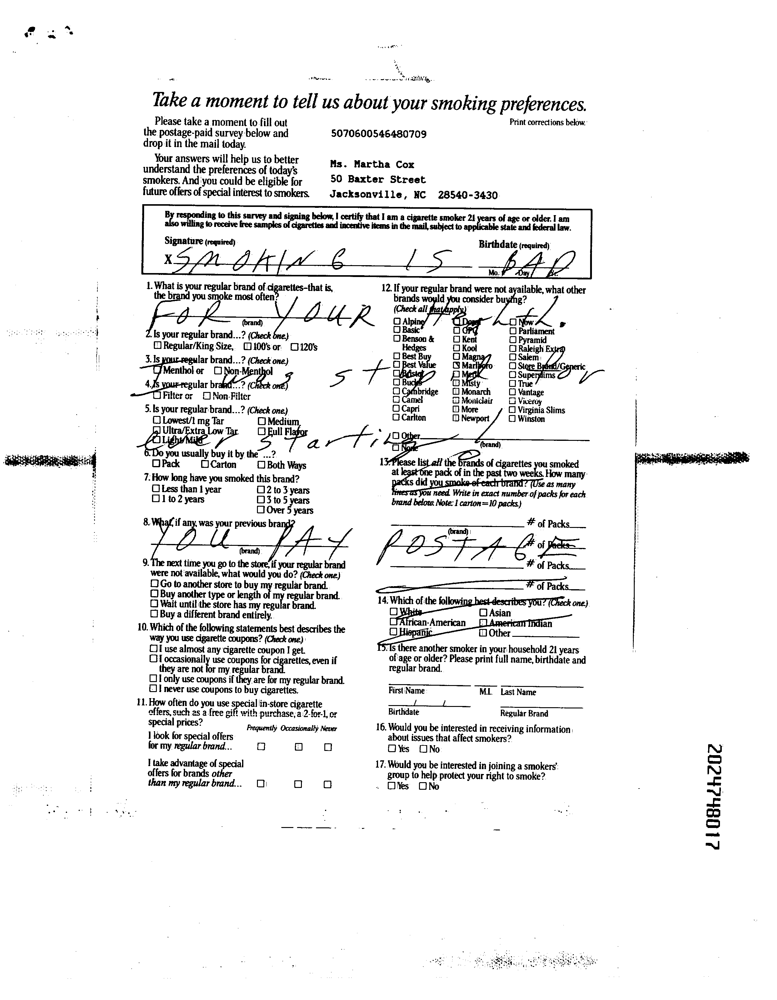 Take a moment to tell us about your smoking preferences.
Please take a moment to fill out
the postage-paid survey below and
drop it in the mail today.
Your answers will help us to better
understand the preferences of today's
smokers. And you could be eligible for
future offers of special interest to smokers.
Print corrections below.
5070600546480709
Ms. Martha Cox
50 Baxter Street
Jacksonville, NC 28540-3430
By responding to this survey and signing below, I certify that I am a cigarette smoker 21 years of age or older. I am
also willing to receive free samples of cigarettes and incentive items in the mail, subject to applicable state and federal law.
Signature (required)
Birthdate (required)
X SMOKING IS BAD
Mo. Day
1. What is your regular brand of cigarettes–that is,
the brand you smoke most often?
FOR YOUR
(brand)
2. Is your regular brand...? (Check one.)
☐ Regular/King Size, ☐ 100's or ☐ 120's
3. Is your regular brand...? (Check one.)
☐ Menthol or ☐ Non-Menthol
4. Is your regular brand...? (Check one.)
☐ Filter or ☐ Non-Filter
5. Is your regular brand...? (Check one.)
☐ Lowest/1 mg Tar ☐ Medium
☐ Ultra/Extra Low Tar ☐ Full Flavor
☐ Light/Mild
6. Do you usually buy it by the ...?
☐ Pack ☐ Carton ☐ Both Ways
7. How long have you smoked this brand?
☐ Less than 1 year ☐ 2 to 3 years
☐ 1 to 2 years ☐ 3 to 5 years
☐ Over 5 years
8. What, if any, was your previous brand?
YOU PAY
(brand)
9. The next time you go to the store, if your regular brand
were not available, what would you do? (Check one.)
☐ Go to another store to buy my regular brand.
☐ Buy another type or length of my regular brand.
☐ Wait until the store has my regular brand.
☐ Buy a different brand entirely.
10. Which of the following statements best describes the
way you use cigarette coupons? (Check one.)
☐ I use almost any cigarette coupon I get.
☐ I occasionally use coupons for cigarettes, even if
they are not for my regular brand.
☐ I only use coupons if they are for my regular brand.
☐ I never use coupons to buy cigarettes.
11. How often do you use special in-store cigarette
offers, such as a free gift with purchase, a 2-for-1, or
special prices?
Frequently Occasionally Never
I look for special offers
for my regular brand... ☐ ☐ ☐
I take advantage of special
offers for brands other
than my regular brand... ☐ ☐ ☐
12. If your regular brand were not available, what other
brands would you consider buying?
(Check all that apply.)
☐ Alpine
☐ Basic
☐ Benson &
Hedges
☐ Best Buy
☐ Best Value
☐ Bristol
☐ Bucks
☐ Cambridge
☐ Camel
☐ Capri
☐ Carlton
☐ Doral
☐ GPC
☐ Kent
☐ Kool
☐ Magna
☐ Marlboro
☐ Merit
☐ Misty
☐ Monarch
☐ Montclair
☐ More
☐ Newport
☐ Now
☐ Parliament
☐ Pyramid
☐ Raleigh Extra
☐ Salem
☐ Store Brand/Generic
☐ Superslims
☐ True
☐ Vantage
☐ Viceroy
☐ Virginia Slims
☐ Winston
☐ Other
(brand)
☐ None
13. Please list all the brands of cigarettes you smoked
at least one pack of in the past two weeks. How many
packs did you smoke of each brand? (Use as many
lines as you need. Write in exact number of packs for each
brand below. Note: 1 carton = 10 packs.)
# of Packs
(brand)
POSTAGE
# of Packs
# of Packs
# of Packs
14. Which of the following best describes you? (Check one.)
☐ White ☐ Asian
☐ African-American ☐ American Indian
☐ Hispanic ☐ Other
15. Is there another smoker in your household 21 years
of age or older? Please print full name, birthdate and
regular brand.
First Name M.I. Last Name
/ /
Birthdate Regular Brand
16. Would you be interested in receiving information
about issues that affect smokers?
☐ Yes ☐ No
17. Would you be interested in joining a smokers'
group to help protect your right to smoke?
☐ Yes ☐ No
2024748017